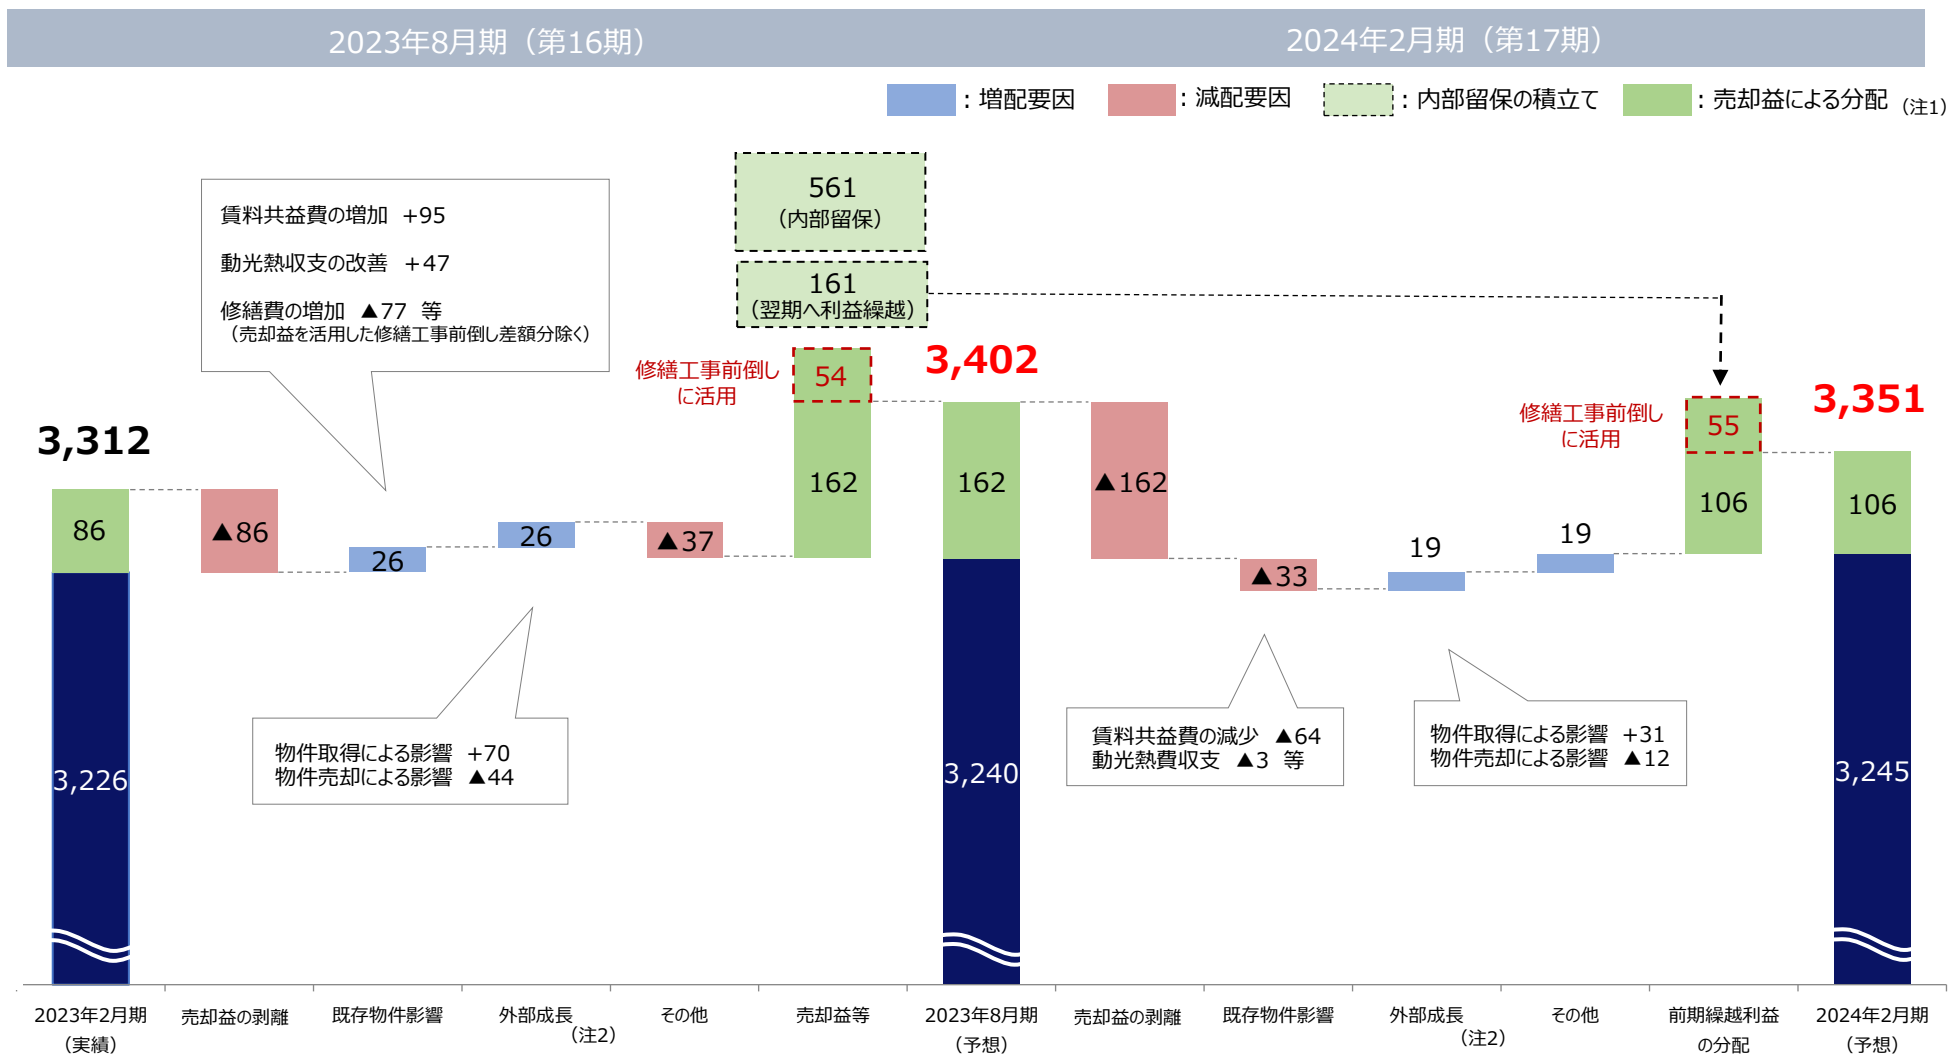 2023年8月期（第16期）
2024年2月期（第17期）
：増配要因
：減配要因
：内部留保の積立て
：売却益による分配（注1）
561
（内部留保）
161
（翌期へ利益繰越）
賃料共益費の増加 +95
動光熱収支の改善 +47
修繕費の増加 ▲77 等
（売却益を活用した修繕工事前倒し差額分除く）
修繕工事前倒し
に活用
54
3,402
修繕工事前倒し
に活用
55
3,351
3,312
86
▲86
26
26
▲37
162
162
▲162
▲33
19
19
106
106
3,226
3,240
3,245
物件取得による影響 +70
物件売却による影響 ▲44
賃料共益費の減少 ▲64
動光熱費収支 ▲3 等
物件取得による影響 +31
物件売却による影響 ▲12
2023年2月期
（実績）
売却益の剥離
既存物件影響
外部成長
（注2）
その他
売却益等
2023年8月期
（予想）
売却益の剥離
既存物件影響
外部成長
（注2）
その他
前期繰越利益
の分配
2024年2月期
（予想）